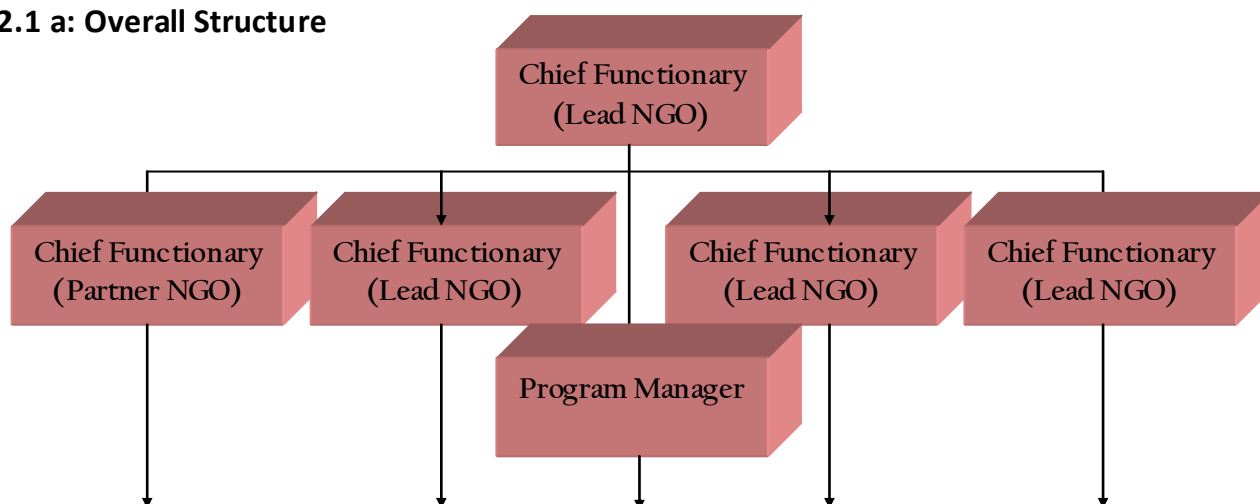 2.1 a: Overall Structure
Chief Functionary
(Lead NGO)
Chief Functionary
(Partner NGO)
Chief Functionary
(Lead NGO)
Chief Functionary
(Lead NGO)
Chief Functionary
(Lead NGO)
Program Manager